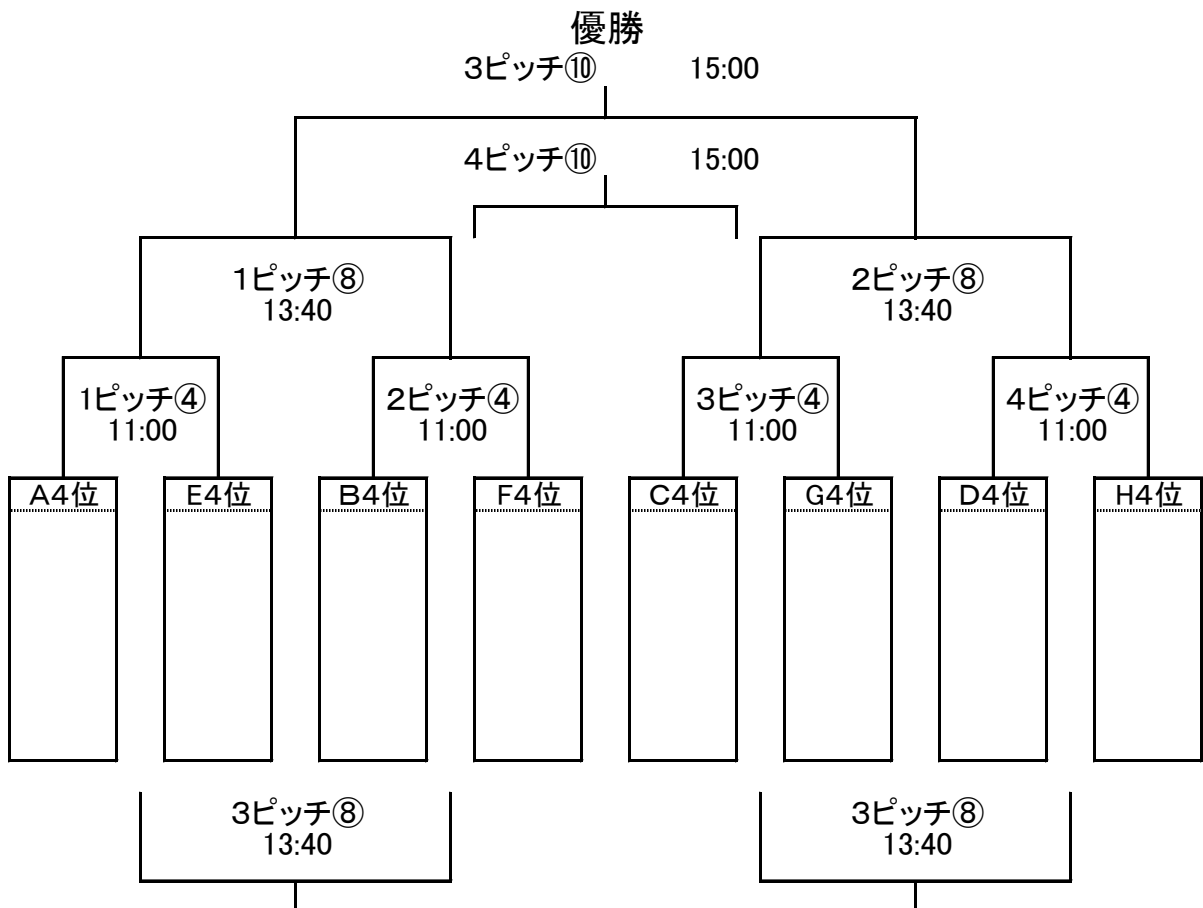 優勝
3ピッチ⑩ 15:00
4ピッチ⑩ 15:00
1ピッチ⑧ 2ピッチ⑧
13:40 13:40
1ピッチ④ 2ピッチ④ 3ピッチ④ 4ピッチ④
11:00 11:00 11:00 11:00
A4位 E4位 B4位 F4位 C4位 G4位 D4位 H4位
3ピッチ⑧ 3ピッチ⑧
13:40 13:40